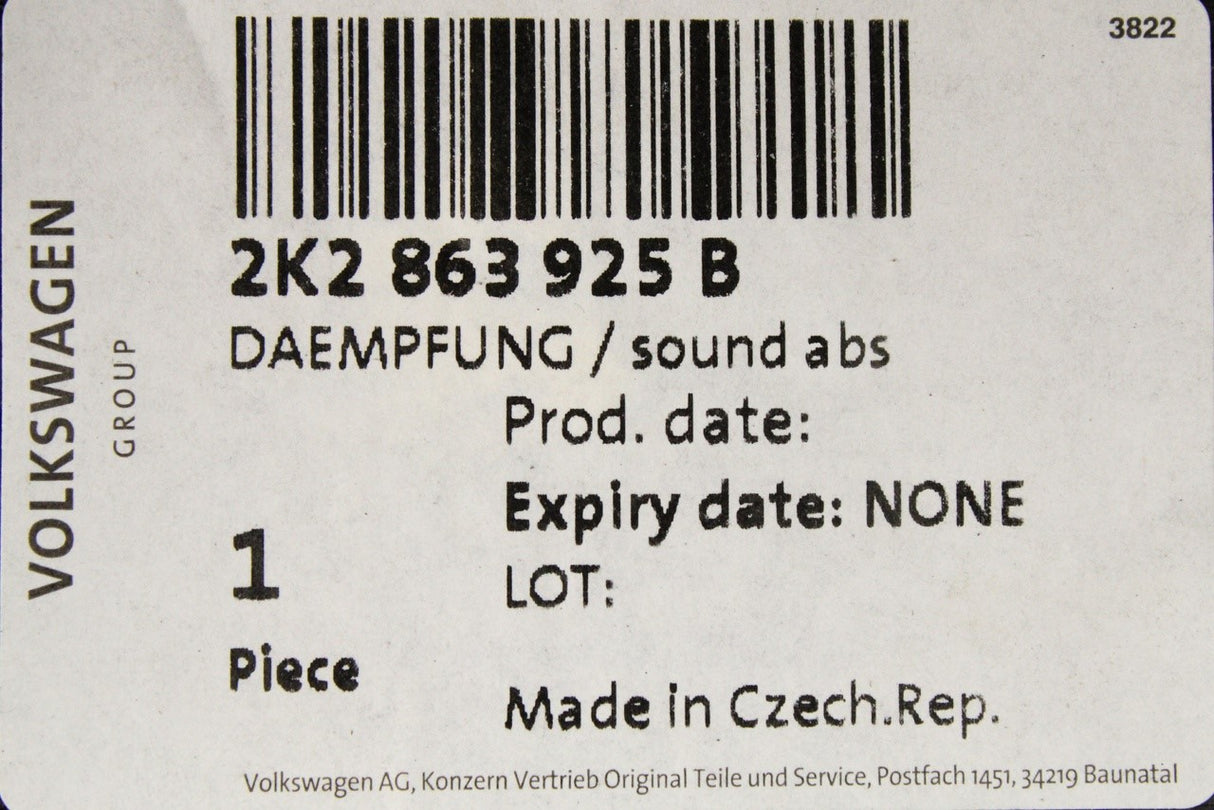 3822
VOLKSWAGEN
GROUP
2K2 863 925 B
DAEMPFUNG / sound abs
Prod. date:
Expiry date: NONE
1
LOT:
Piece
Made in Czech.Rep.
Volkswagen AG, Konzern Vertrieb Original Teile und Service, Postfach 1451, 34219 Baunatal